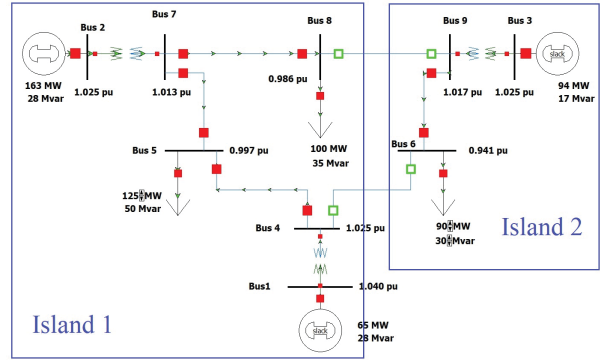 Bus 2
Bus 7
Bus 8
Bus 9
Bus 3
slack
163 MW
28 Mvar
1.025 pu
1.013 pu
0.986 pu
1.017 pu
1.025 pu
94 MW
17 Mvar
100 MW
35 Mvar
Bus 5
0.997 pu
Bus 6
0.941 pu
125 MW
50 Mvar
Bus 4
1.025 pu
90 MW
30 Mvar
Island 2
Bus1
1.040 pu
Island 1
slack
65 MW
28 Mvar